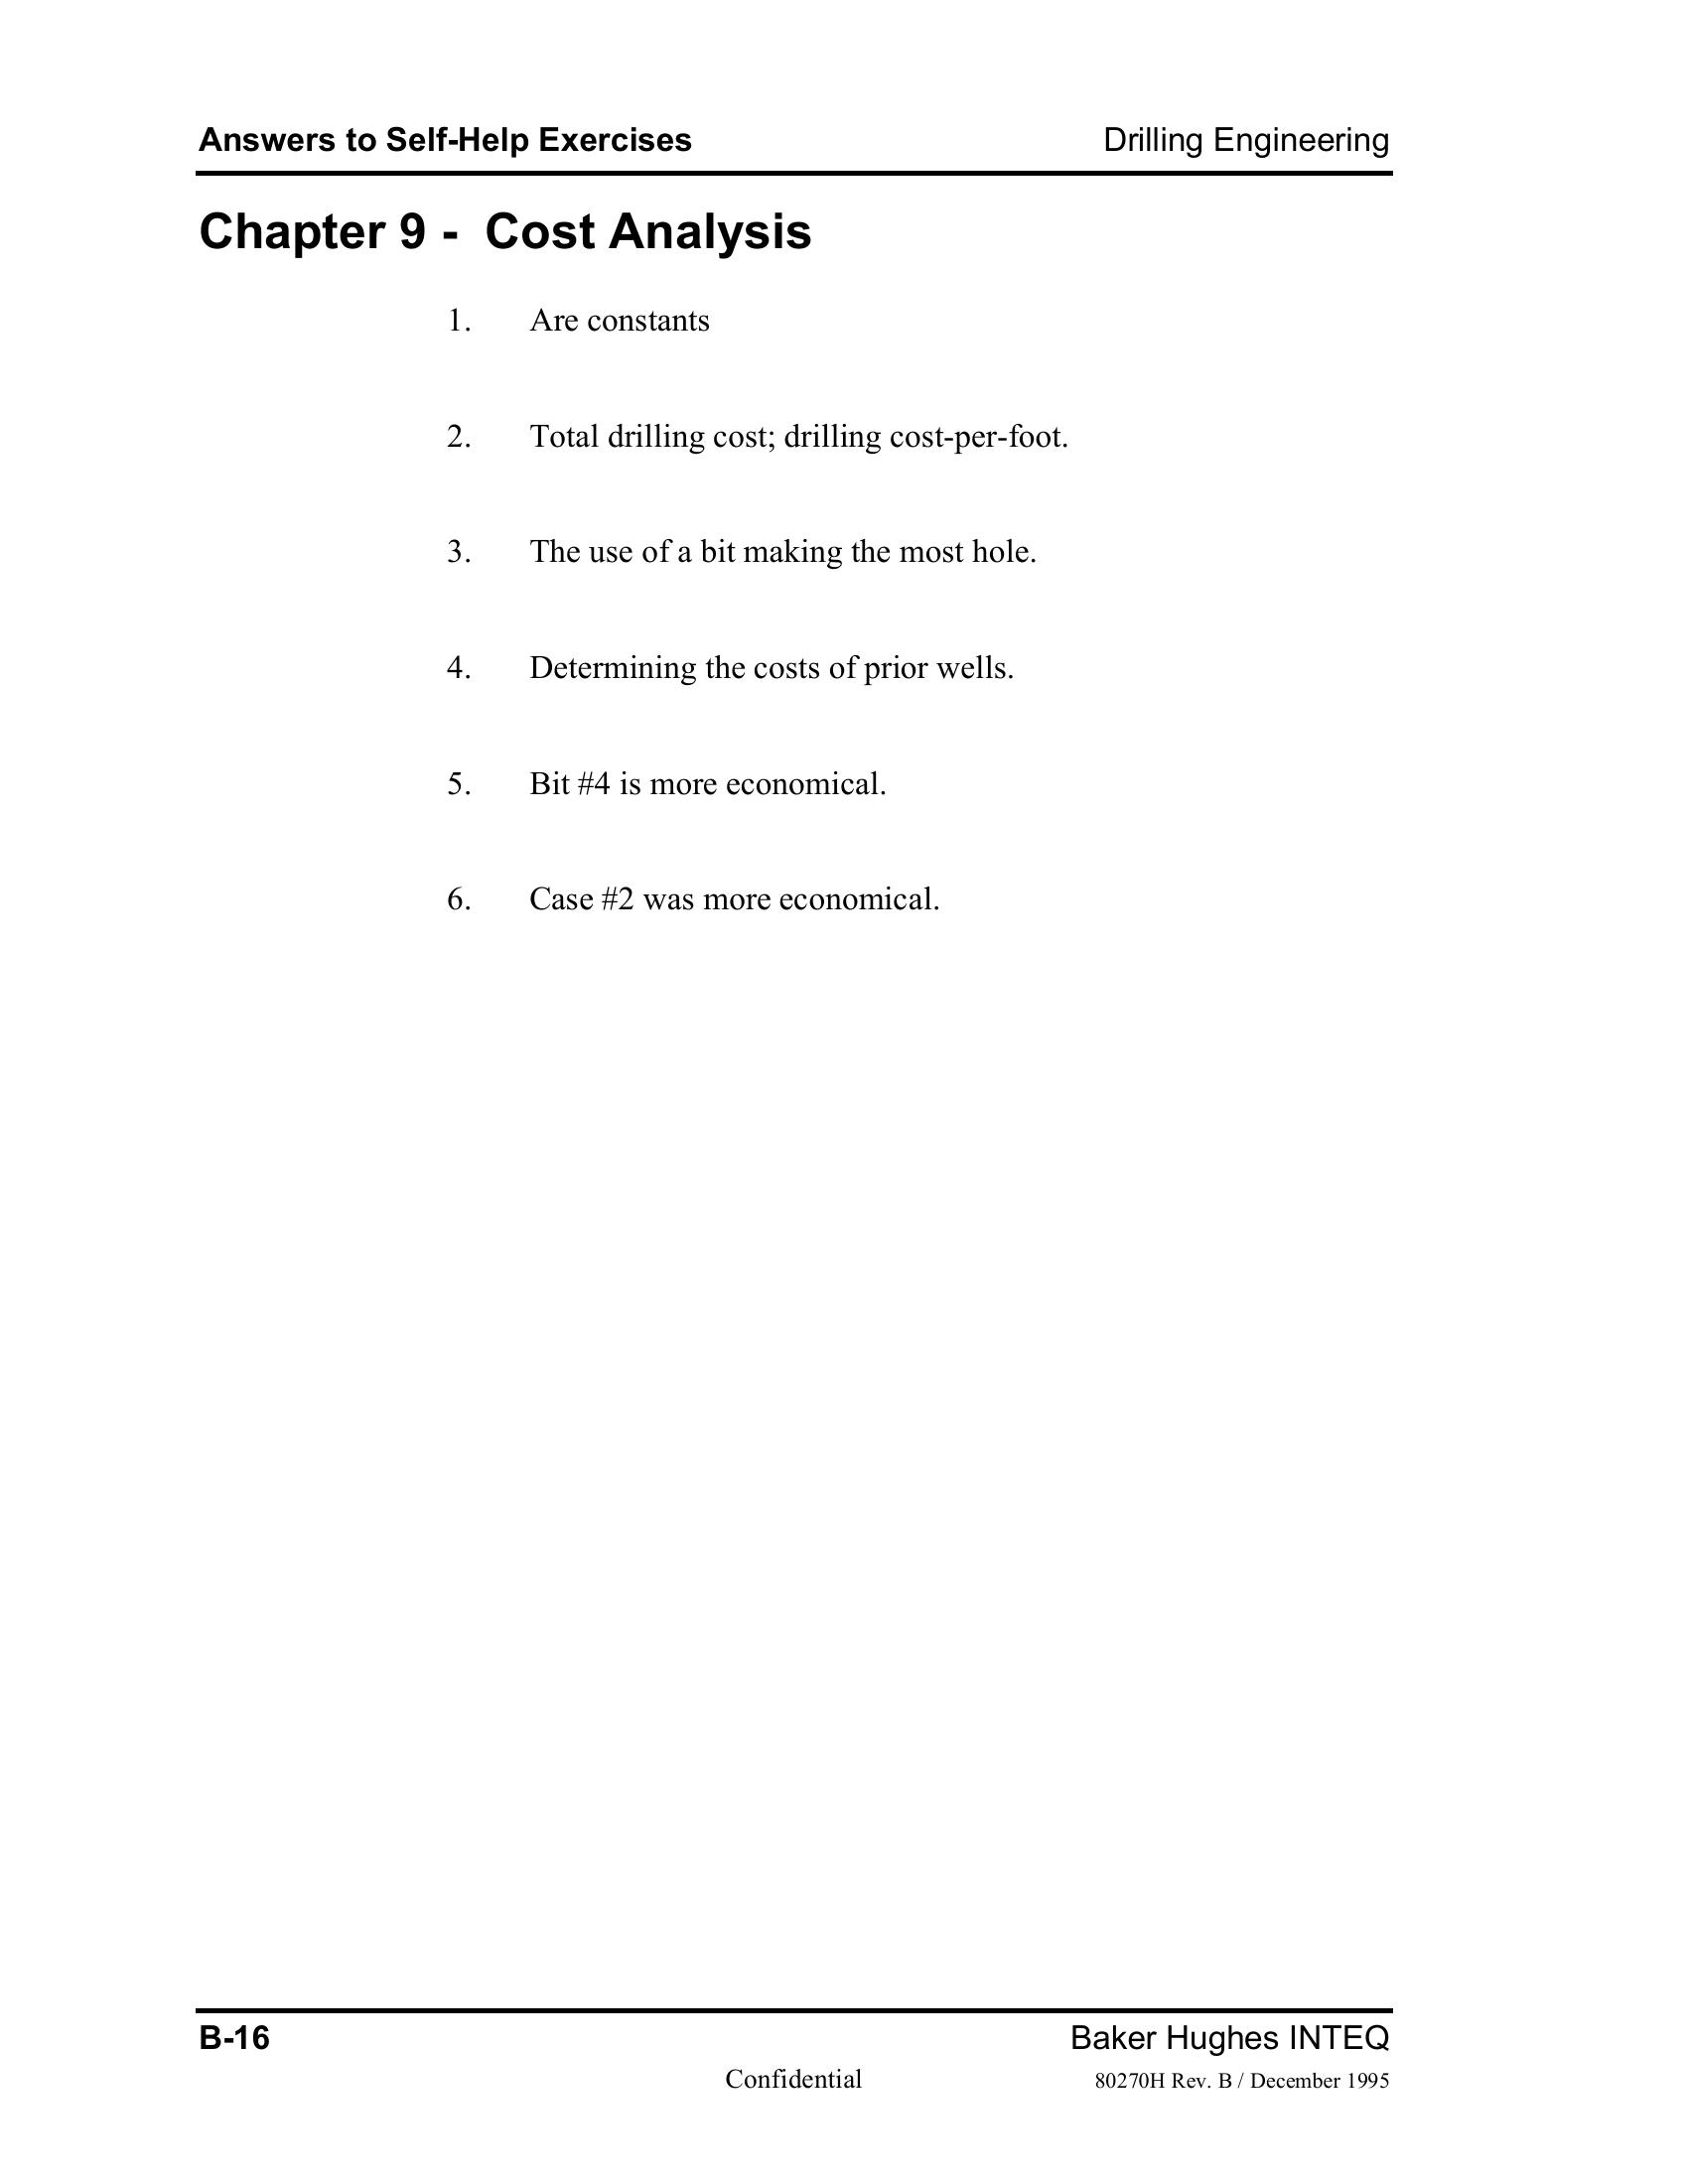 Answers to Self-Help Exercises Drilling Engineering
Chapter 9 - Cost Analysis
1. Are constants
2. Total drilling cost; drilling cost-per-foot.
3. The use of a bit making the most hole.
4. Determining the costs of prior wells.
5. Bit #4 is more economical.
6. Case #2 was more economical.
B-16 Baker Hughes INTEQ
Confidential 80270H Rev. B / December 1995